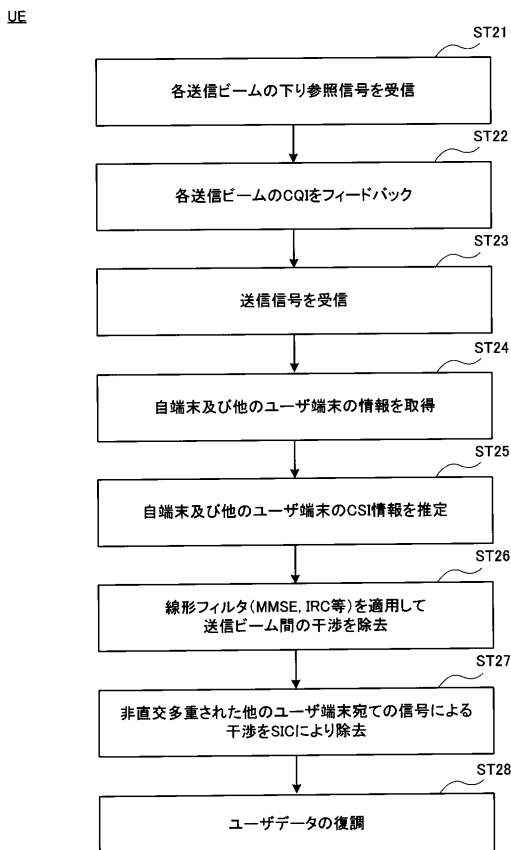 UE
ST21
各送信ビームの下り参照信号を受信
ST22
各送信ビームのCQIをフィードバック
ST23
送信信号を受信
ST24
自端末及び他のユーザ端末の情報を取得
ST25
自端末及び他のユーザ端末のCSI情報を推定
ST26
線形フィルタ(MMSE, IRC等)を適用して
送信ビーム間の干渉を除去
ST27
非直交多重された他のユーザ端末宛ての信号による
干渉をSICにより除去
ST28
ユーザデータの復調